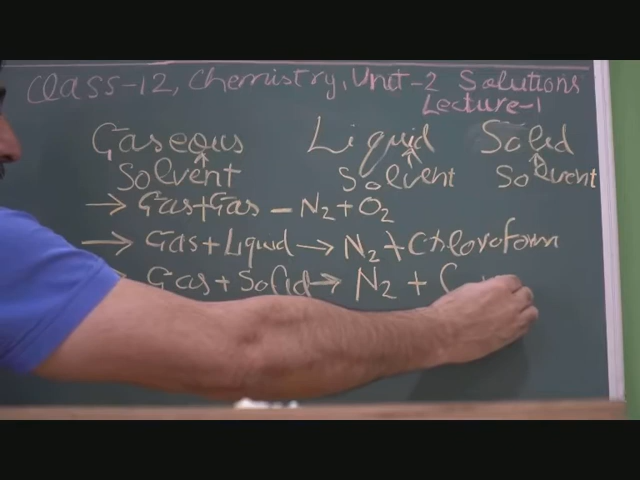 Class-12, Chemistry, Unit-2 Solutions
Lecture-1
Gaseous Liquid Solid
Solvent Solvent Solvent
→ Gas+Gas - N2 + O2
→ Gas + Liquid → N2 + Chloroform
→ Gas + Solid → N2 + C